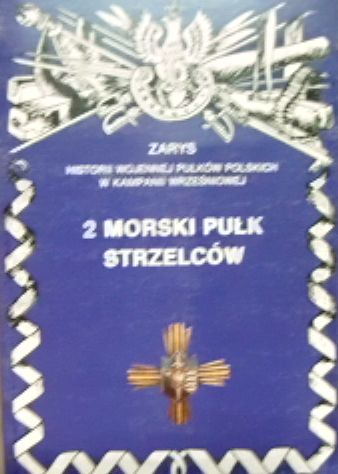 ZARYS
HISTORII WOJENNEJ PUŁKÓW POLSKICH
W KAMPANII WRZEŚNIOWEJ
2 MORSKI PUŁK
STRZELCÓW